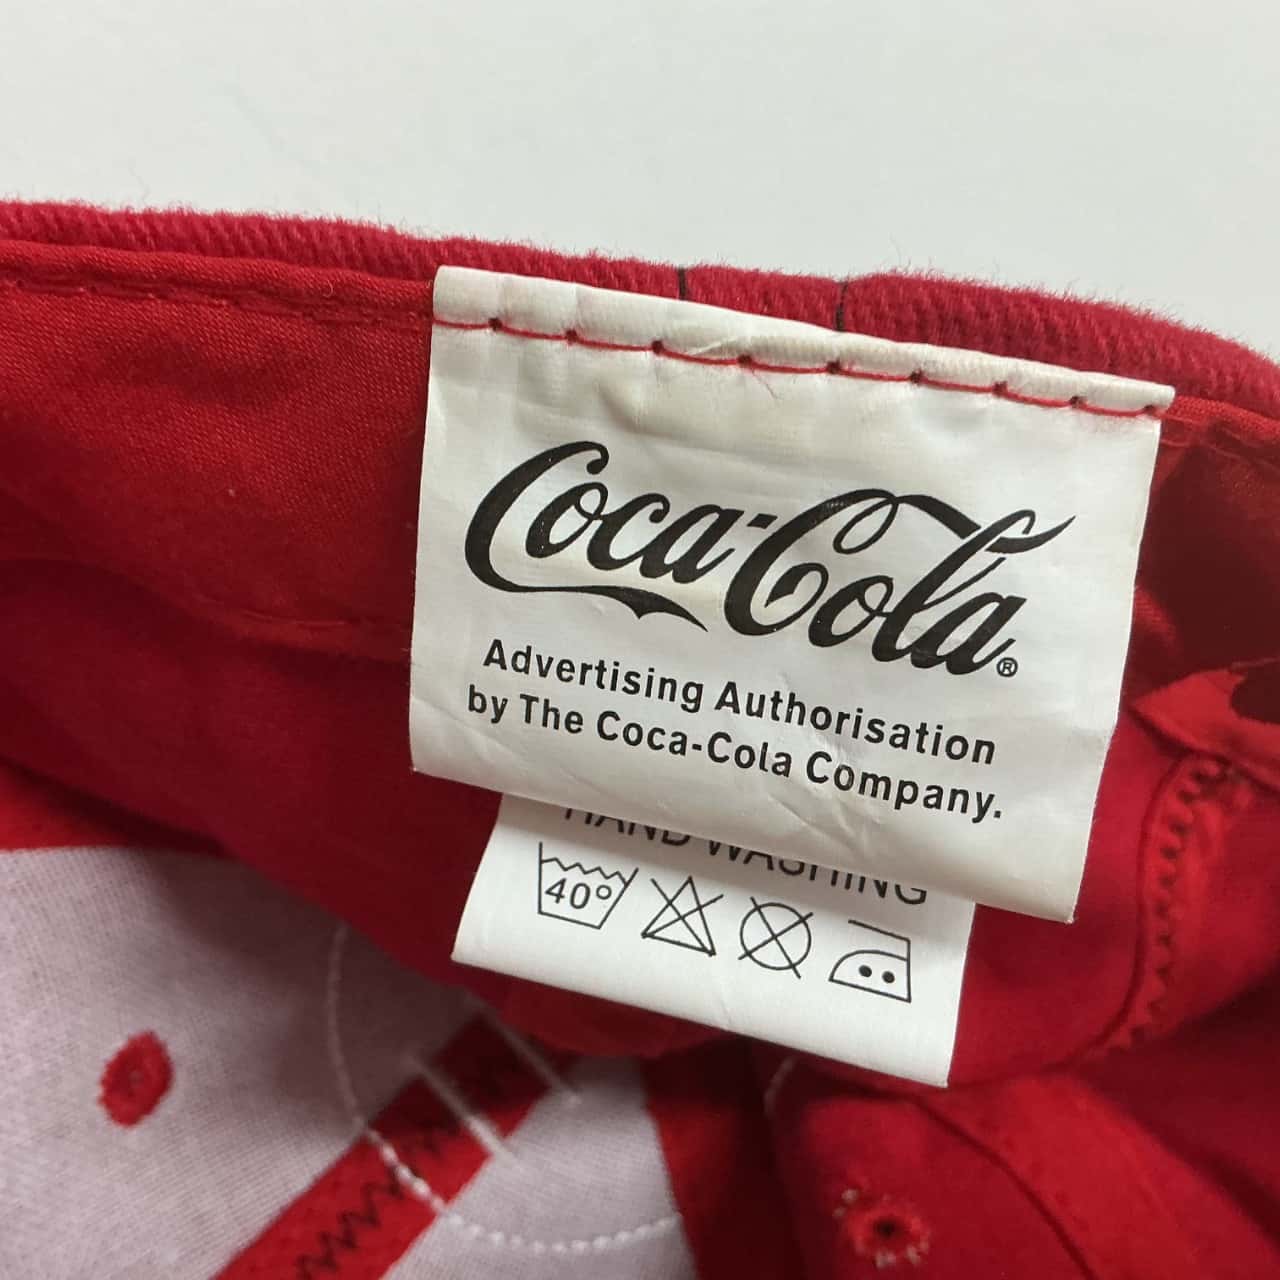 Coca-Cola®
Advertising Authorisation
by The Coca-Cola Company.
HAND WASHING
40°